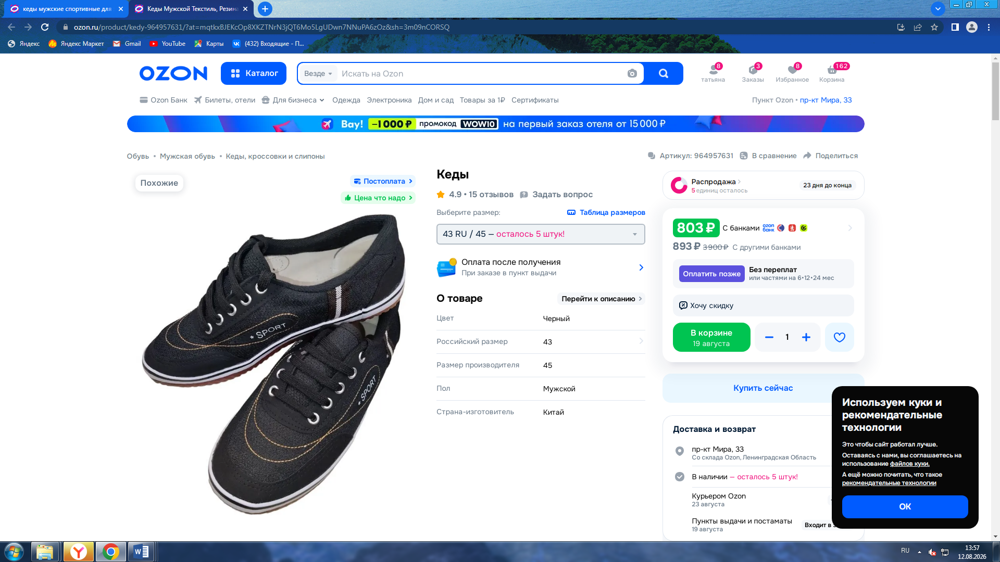 кеды мужские спортивные для
Кеды Мужской Текстиль, Резина
ozon.ru/product/kedy-964957631/?at=mqtkxBJEKcOp8XKZTNrN3jQT6Mo5LgUDwn7NNuPA6zOz&sh=3m09nCORSQ
Яндекс
Яндекс Маркет
Gmail
YouTube
Карты
(432) Входящие - П...
OZON
Каталог
Везде
Искать на Ozon
8
татьяна
3
Заказы
8
Избранное
162
Корзина
Ozon Банк
Билеты, отели
Для бизнеса
Одежда
Электроника
Дом и сад
Товары за 1₽
Сертификаты
Пункт Ozon • пр-кт Мира, 33
Вау! −1 000 ₽ промокод WOW10 на первый заказ отеля от 15 000 ₽
Обувь • Мужская обувь • Кеды, кроссовки и слипоны
Артикул: 964957631
В сравнение
Поделиться
Похожие
Постоплата
Цена что надо
SPORT
SPORT
Кеды
4.9 • 15 отзывов
Задать вопрос
Выберите размер:
Таблица размеров
43 RU / 45 — осталось 5 штук!
Оплата после получения
При заказе в пункт выдачи
О товаре
Перейти к описанию
Цвет
Черный
Российский размер
43
Размер производителя
45
Пол
Мужской
Страна-изготовитель
Китай
Распродажа
5 единиц осталось
23 дня до конца
803 ₽ С банками ozon банк
893 ₽ 3 900 ₽ С другими банками
Оплатить позже
Без переплат
или частями на 6•12•24 мес
Хочу скидку
В корзине
19 августа
1
Купить сейчас
Доставка и возврат
пр-кт Мира, 33
Со склада Ozon, Ленинградская Область
В наличии — осталось 5 штук!
Курьером Ozon
23 августа
Пункты выдачи и постаматы
19 августа
Входит в
Используем куки и
рекомендательные
технологии
Это чтобы сайт работал лучше.
Оставаясь с нами, вы соглашаетесь на
использование файлов куки.
А ещё можно почитать, что такое
рекомендательные технологии
ОК
RU
13:57
12.08.2026